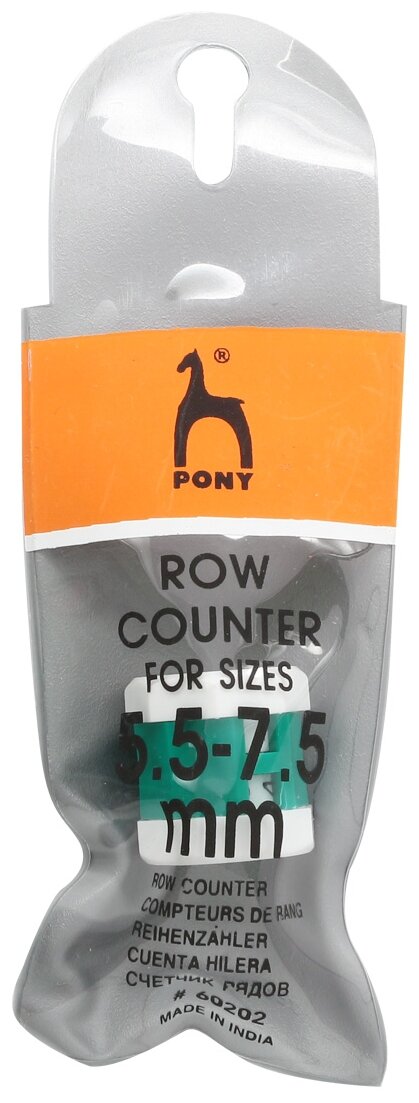 ®
PONY
ROW
COUNTER
FOR SIZES
5.5-7.5
mm
ROW COUNTER
COMPTEURS DE RANG
REIHENZÄHLER
CUENTA HILERA
СЧЕТЧИК РЯДОВ
# 60202
MADE IN INDIA